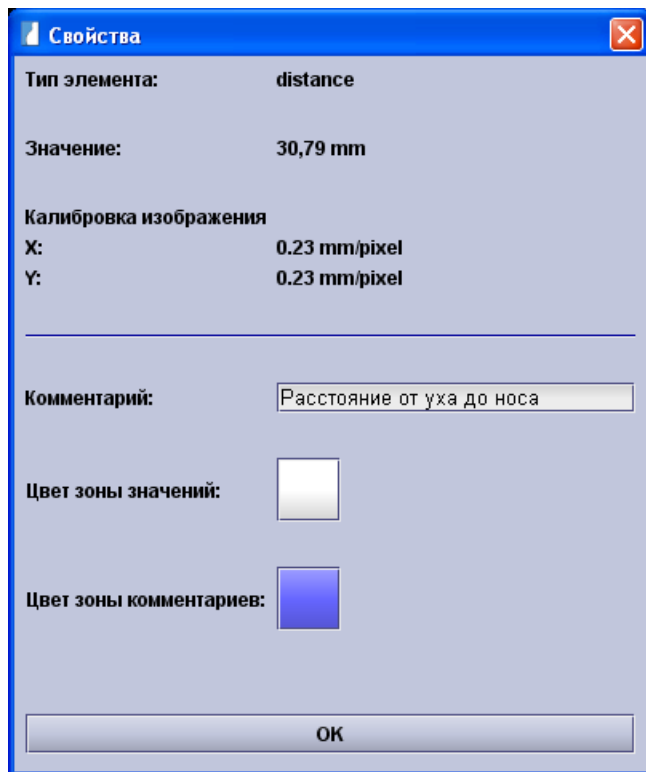 Свойства
Тип элемента: distance
Значение: 30,79 mm
Калибровка изображения
X: 0.23 mm/pixel
Y: 0.23 mm/pixel
Комментарий: Расстояние от уха до носа
Цвет зоны значений:
Цвет зоны комментариев:
OK